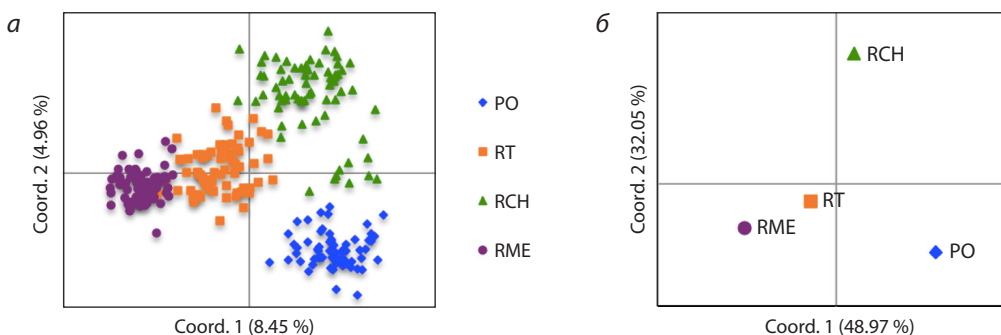 а
Coord. 2 (4.96 %)
Coord. 1 (8.45 %)
PO
RT
RCH
RME
б
Coord. 2 (32.05 %)
RCH
RT
RME
PO
Coord. 1 (48.97 %)